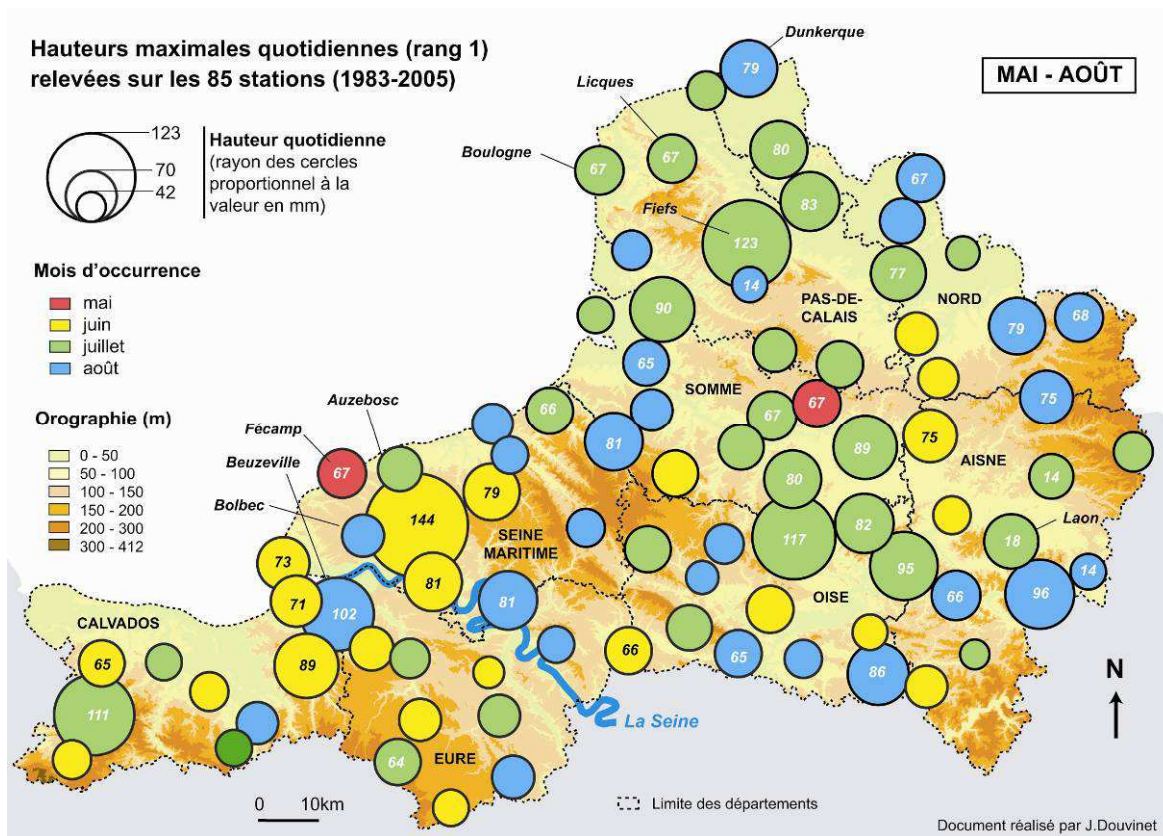 Hauteurs maximales quotidiennes (rang 1)
relevées sur les 85 stations (1983-2005)
MAI - AOÛT
123
70
42
Hauteur quotidienne
(rayon des cercles
proportionnel à la
valeur en mm)
Mois d'occurrence
mai
juin
juillet
août
Orographie (m)
0 - 50
50 - 100
100 - 150
150 - 200
200 - 300
300 - 412
Dunkerque
79
Licques
Boulogne
67
67
80
67
Fiefs
83
123
77
14
90
PAS-DE-
CALAIS
NORD
79
68
65
SOMME
75
Auzebosc
66
67
67
Fécamp
67
81
89
75
AISNE
Beuzeville
80
14
Bolbec
79
144
SEINE
MARITIME
117
82
18
Laon
73
81
95
71
102
81
66
96
14
OISE
CALVADOS
65
89
66
65
86
111
La Seine
64
EURE
N
0
10km
Limite des départements
Document réalisé par J.Douvinet